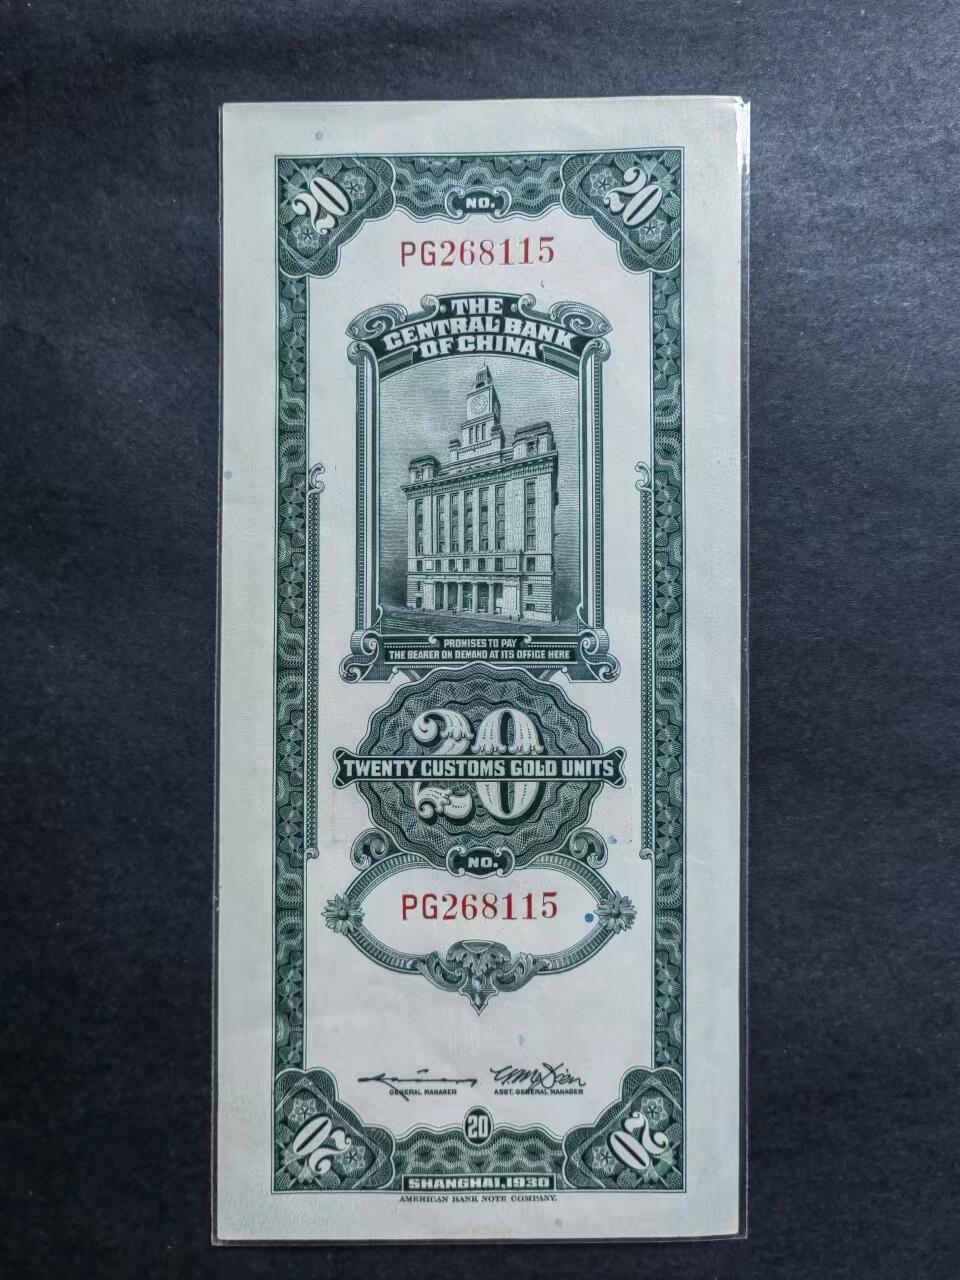 20 NO. 20
PG268115
THE
CENTRAL BANK
OF CHINA
PROMISES TO PAY
THE BEARER ON DEMAND AT ITS OFFICE HERE
20
TWENTY CUSTOMS GOLD UNITS
NO.
PG268115
GENERAL MANAGER ASST. GENERAL MANAGER
20 20 20
SHANGHAI, 1930
AMERICAN BANK NOTE COMPANY.